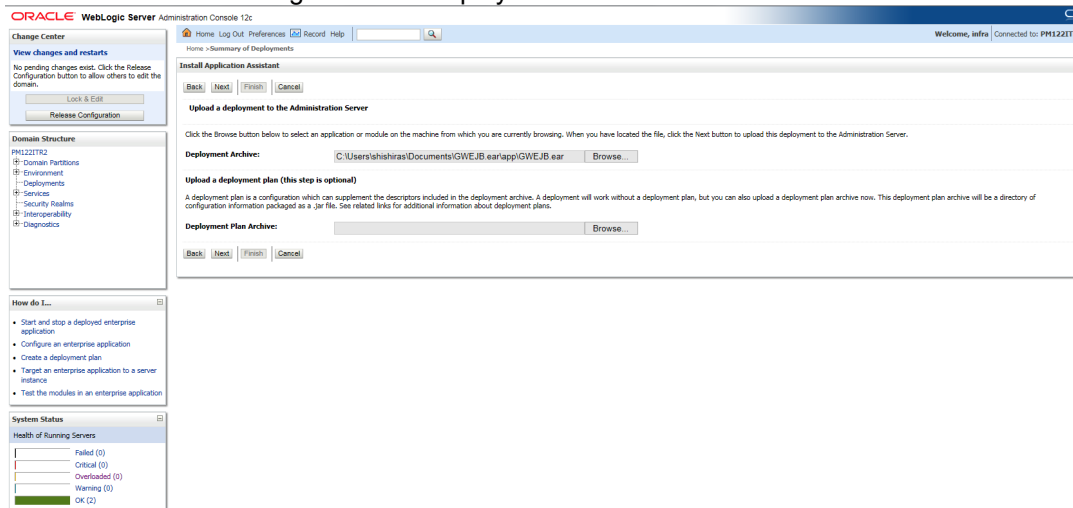 ORACLE WebLogic Server Administration Console 12c
Change Center
View changes and restarts
No pending changes exist. Click the Release
Configuration button to allow others to edit the
domain.
Lock & Edit
Release Configuration
Domain Structure
PM122ITR2
Domain Partitions
Environment
Deployments
Services
Security Realms
Interoperability
Diagnostics
How do I...
Start and stop a deployed enterprise
application
Configure an enterprise application
Create a deployment plan
Target an enterprise application to a server
instance
Test the modules in an enterprise application
System Status
Health of Running Servers
Failed (0)
Critical (0)
Overloaded (0)
Warning (0)
OK (2)
Home Log Out Preferences Record Help
Welcome, infra Connected to: PM122IT
Home >Summary of Deployments
Install Application Assistant
Back Next Finish Cancel
Upload a deployment to the Administration Server
Click the Browse button below to select an application or module on the machine from which you are currently browsing. When you have located the file, click the Next button to upload this deployment to the Administration Server.
Deployment Archive: C:\Users\shishiras\Documents\GWEJB.ear\app\GWEJB.ear Browse...
Upload a deployment plan (this step is optional)
A deployment plan is a configuration which can supplement the descriptors included in the deployment archive. A deployment will work without a deployment plan, but you can also upload a deployment plan archive now. This deployment plan archive will be a directory of
configuration information packaged as a .jar file. See related links for additional information about deployment plans.
Deployment Plan Archive: Browse...
Back Next Finish Cancel